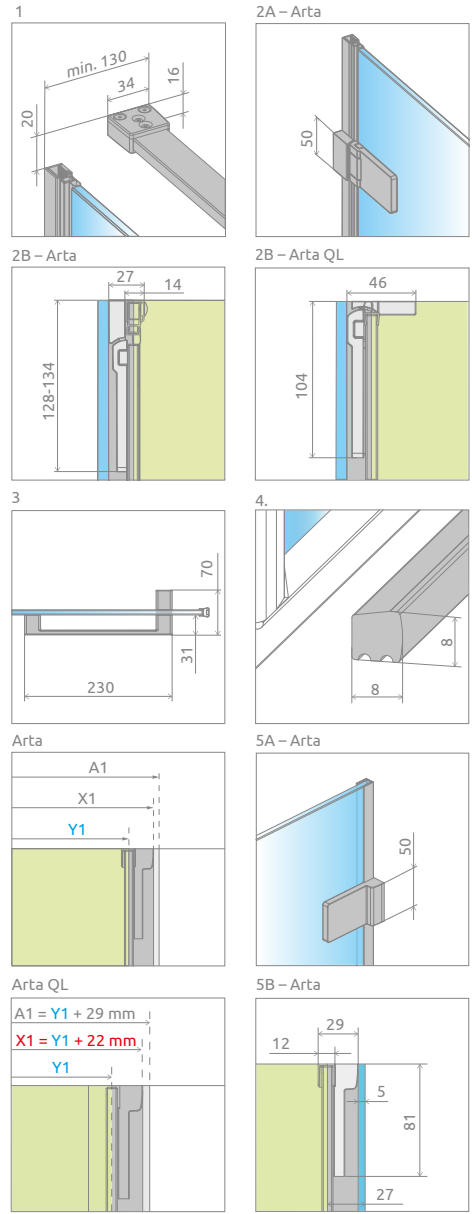 1
min. 130
34
16
20
2A – Arta
50
2B – Arta
27
14
128-134
2B – Arta QL
46
104
3
70
31
230
4.
8
8
Arta
A1
X1
Y1
5A – Arta
50
Arta QL
A1 = Y1 + 29 mm
X1 = Y1 + 22 mm
Y1
5B – Arta
29
12
5
81
27